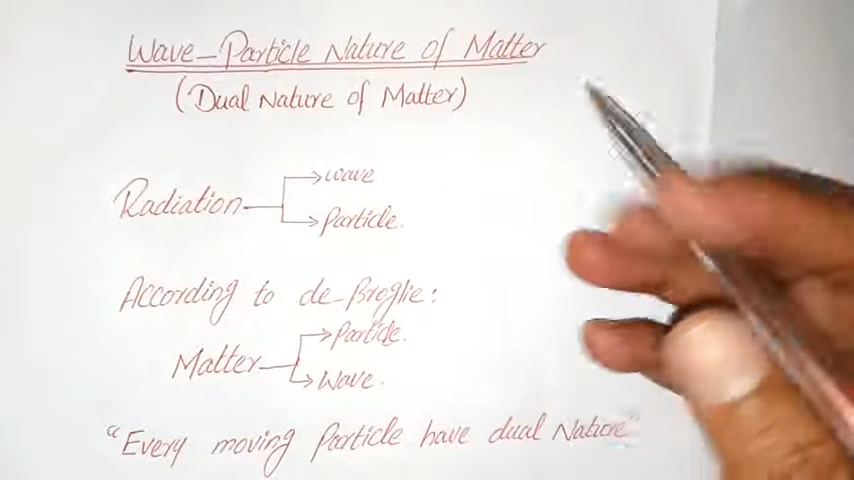 Wave-Particle Nature of Matter
(Dual Nature of Matter)
Radiation → wave
→ Particle.
According to de-Broglie:
Matter → Particle.
→ Wave.
"Every moving Particle have dual Nature"